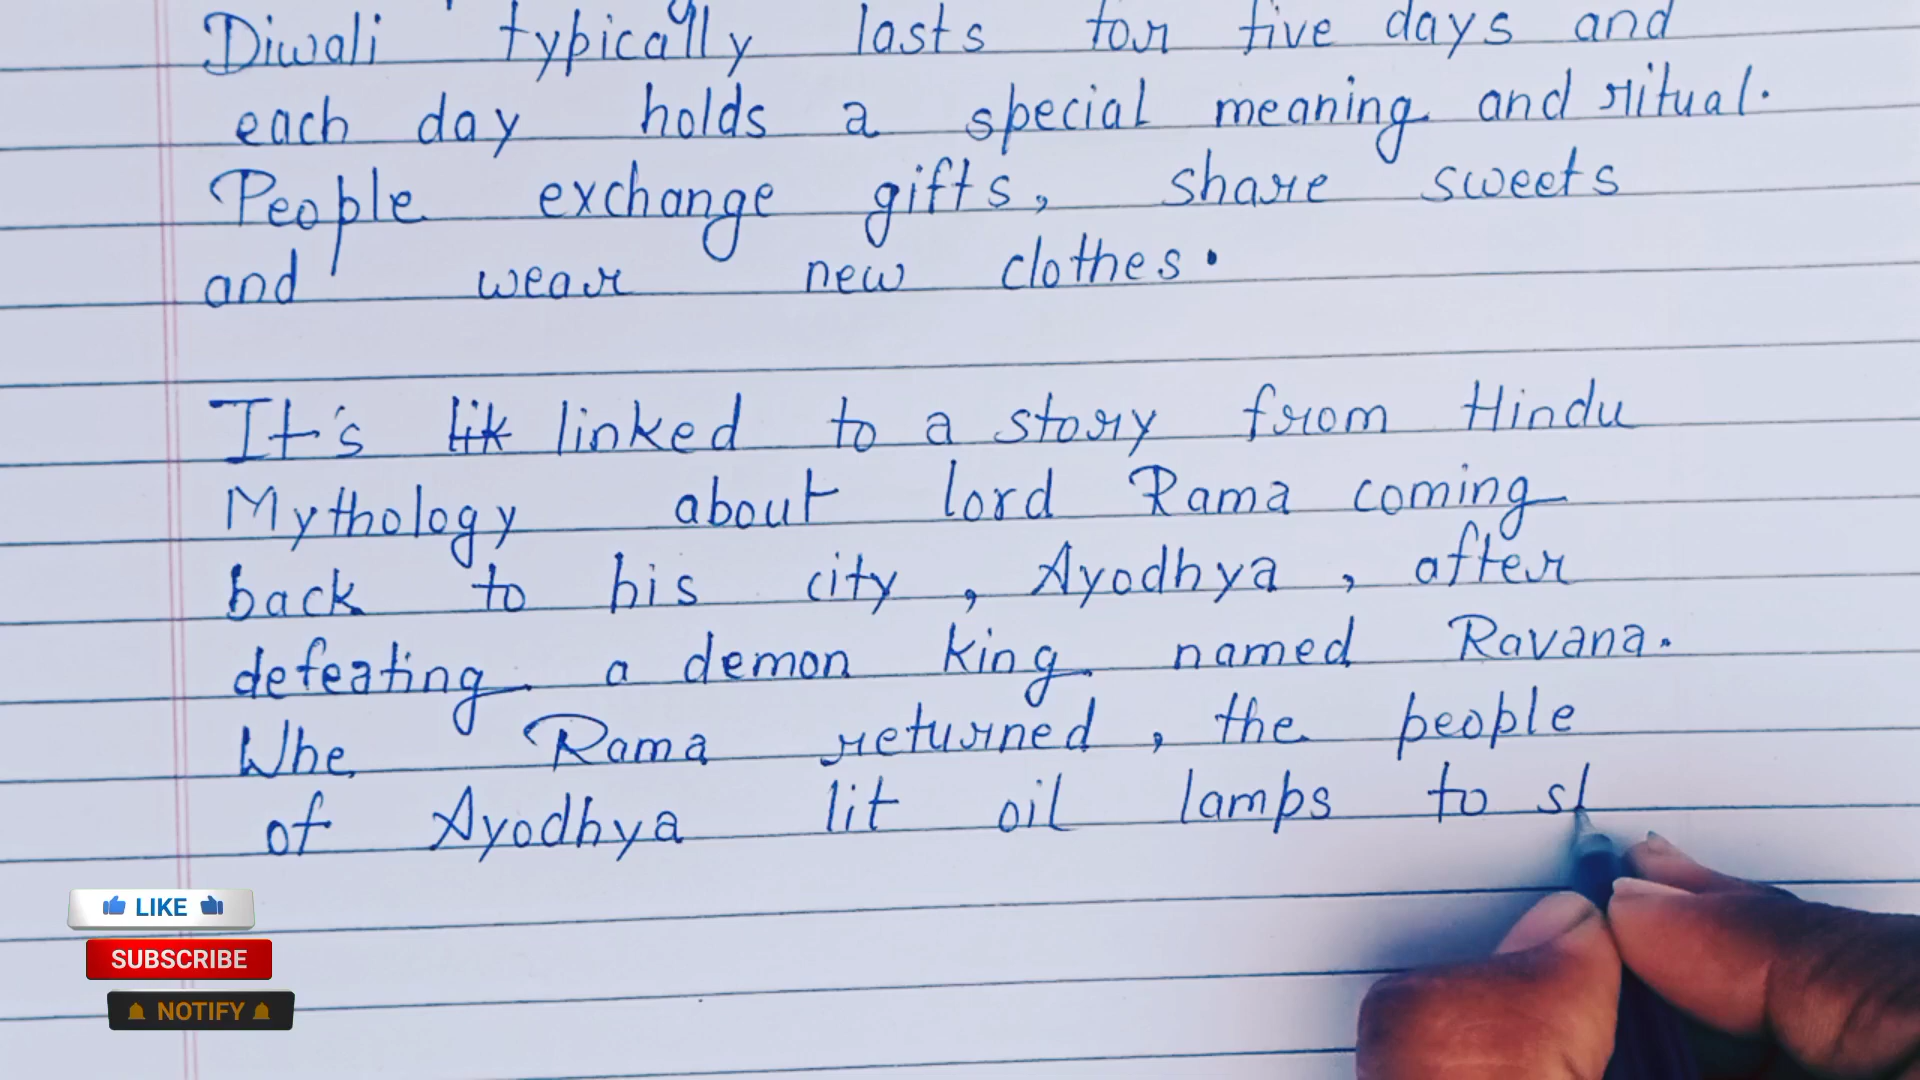 Diwali typically lasts for five days and
each day holds a special meaning and ritual.
People exchange gifts, share sweets
and wear new clothes.
It's lik linked to a story from Hindu
Mythology about lord Rama coming
back to his city, Ayodhya, after
defeating a demon king named Ravana.
Whe Rama returned, the people
of Ayodhya lit oil lamps to sh
LIKE
SUBSCRIBE
NOTIFY